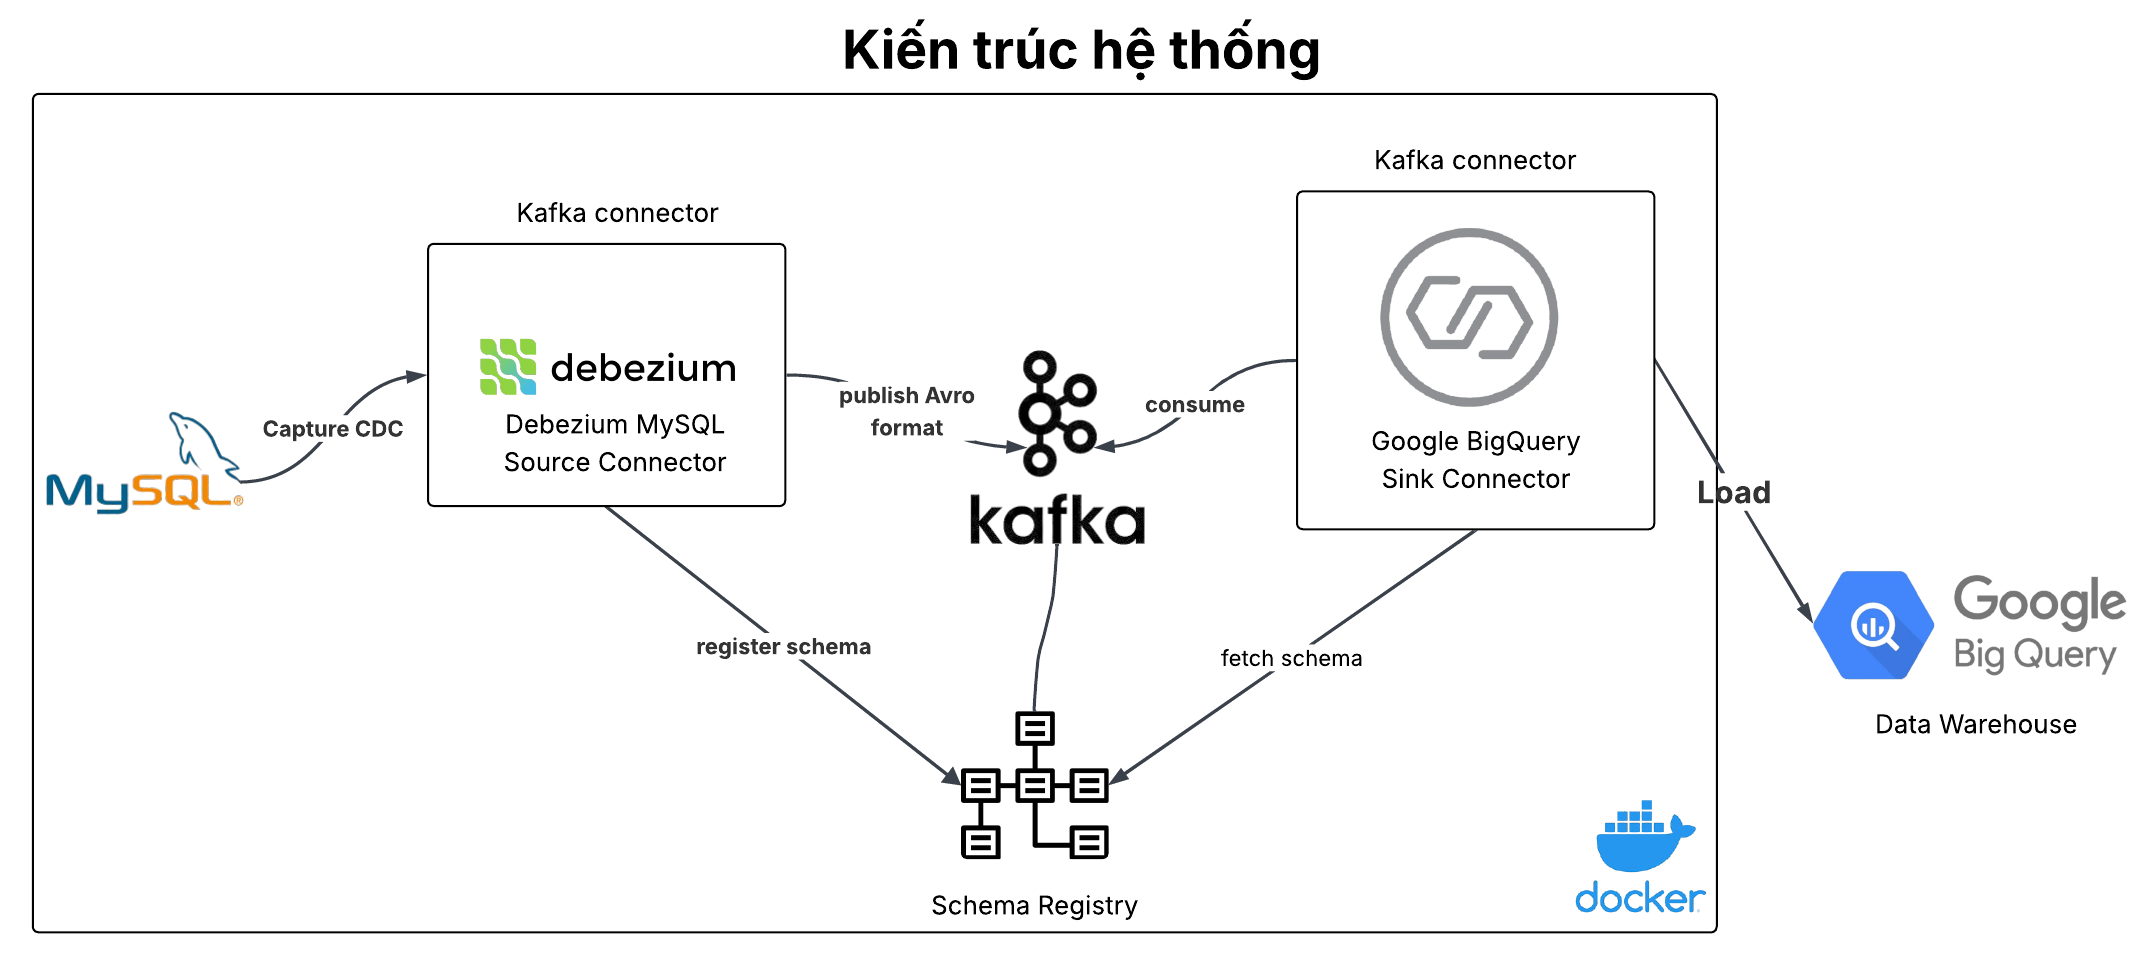 Kiến trúc hệ thống
Kafka connector
Kafka connector
debezium
Debezium MySQL
Source Connector
Capture CDC
MySQL®
publish Avro
format
kafka
consume
Google BigQuery
Sink Connector
Load
Google
Big Query
Data Warehouse
register schema
fetch schema
Schema Registry
docker